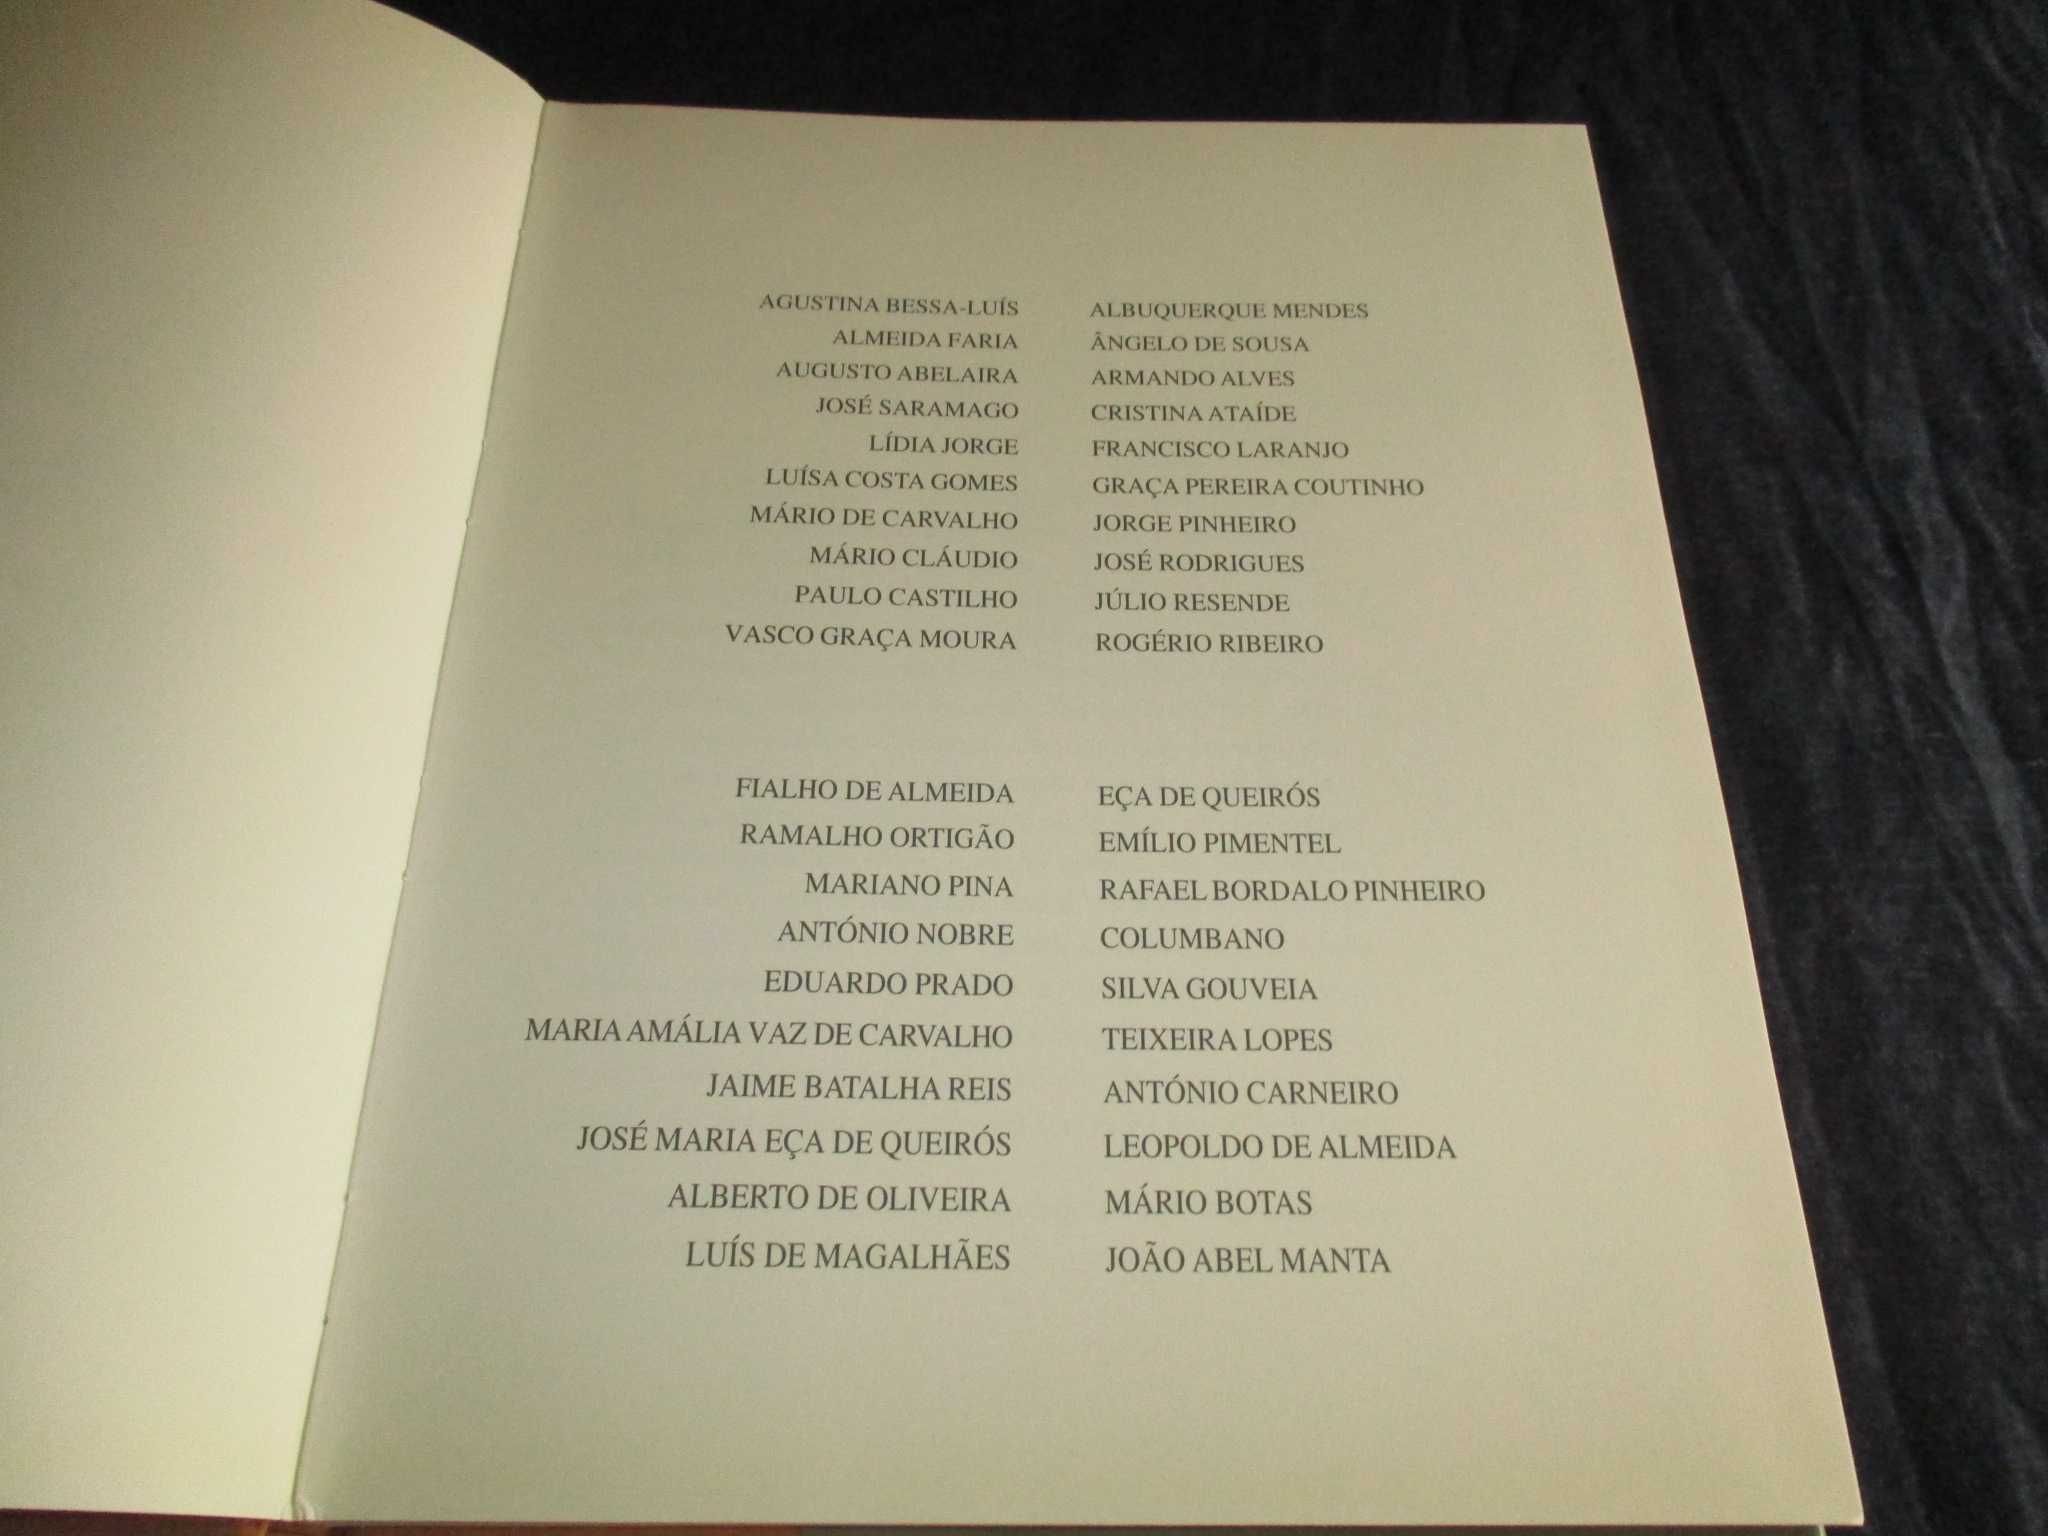 AGUSTINA BESSA-LUÍS ALBUQUERQUE MENDES
ALMEIDA FARIA ÂNGELO DE SOUSA
AUGUSTO ABELAIRA ARMANDO ALVES
JOSÉ SARAMAGO CRISTINA ATAÍDE
LÍDIA JORGE FRANCISCO LARANJO
LUÍSA COSTA GOMES GRAÇA PEREIRA COUTINHO
MÁRIO DE CARVALHO JORGE PINHEIRO
MÁRIO CLÁUDIO JOSÉ RODRIGUES
PAULO CASTILHO JÚLIO RESENDE
VASCO GRAÇA MOURA ROGÉRIO RIBEIRO
FIALHO DE ALMEIDA EÇA DE QUEIRÓS
RAMALHO ORTIGÃO EMÍLIO PIMENTEL
MARIANO PINA RAFAEL BORDALO PINHEIRO
ANTÓNIO NOBRE COLUMBANO
EDUARDO PRADO SILVA GOUVEIA
MARIA AMÁLIA VAZ DE CARVALHO TEIXEIRA LOPES
JAIME BATALHA REIS ANTÓNIO CARNEIRO
JOSÉ MARIA EÇA DE QUEIRÓS LEOPOLDO DE ALMEIDA
ALBERTO DE OLIVEIRA MÁRIO BOTAS
LUÍS DE MAGALHÃES JOÃO ABEL MANTA